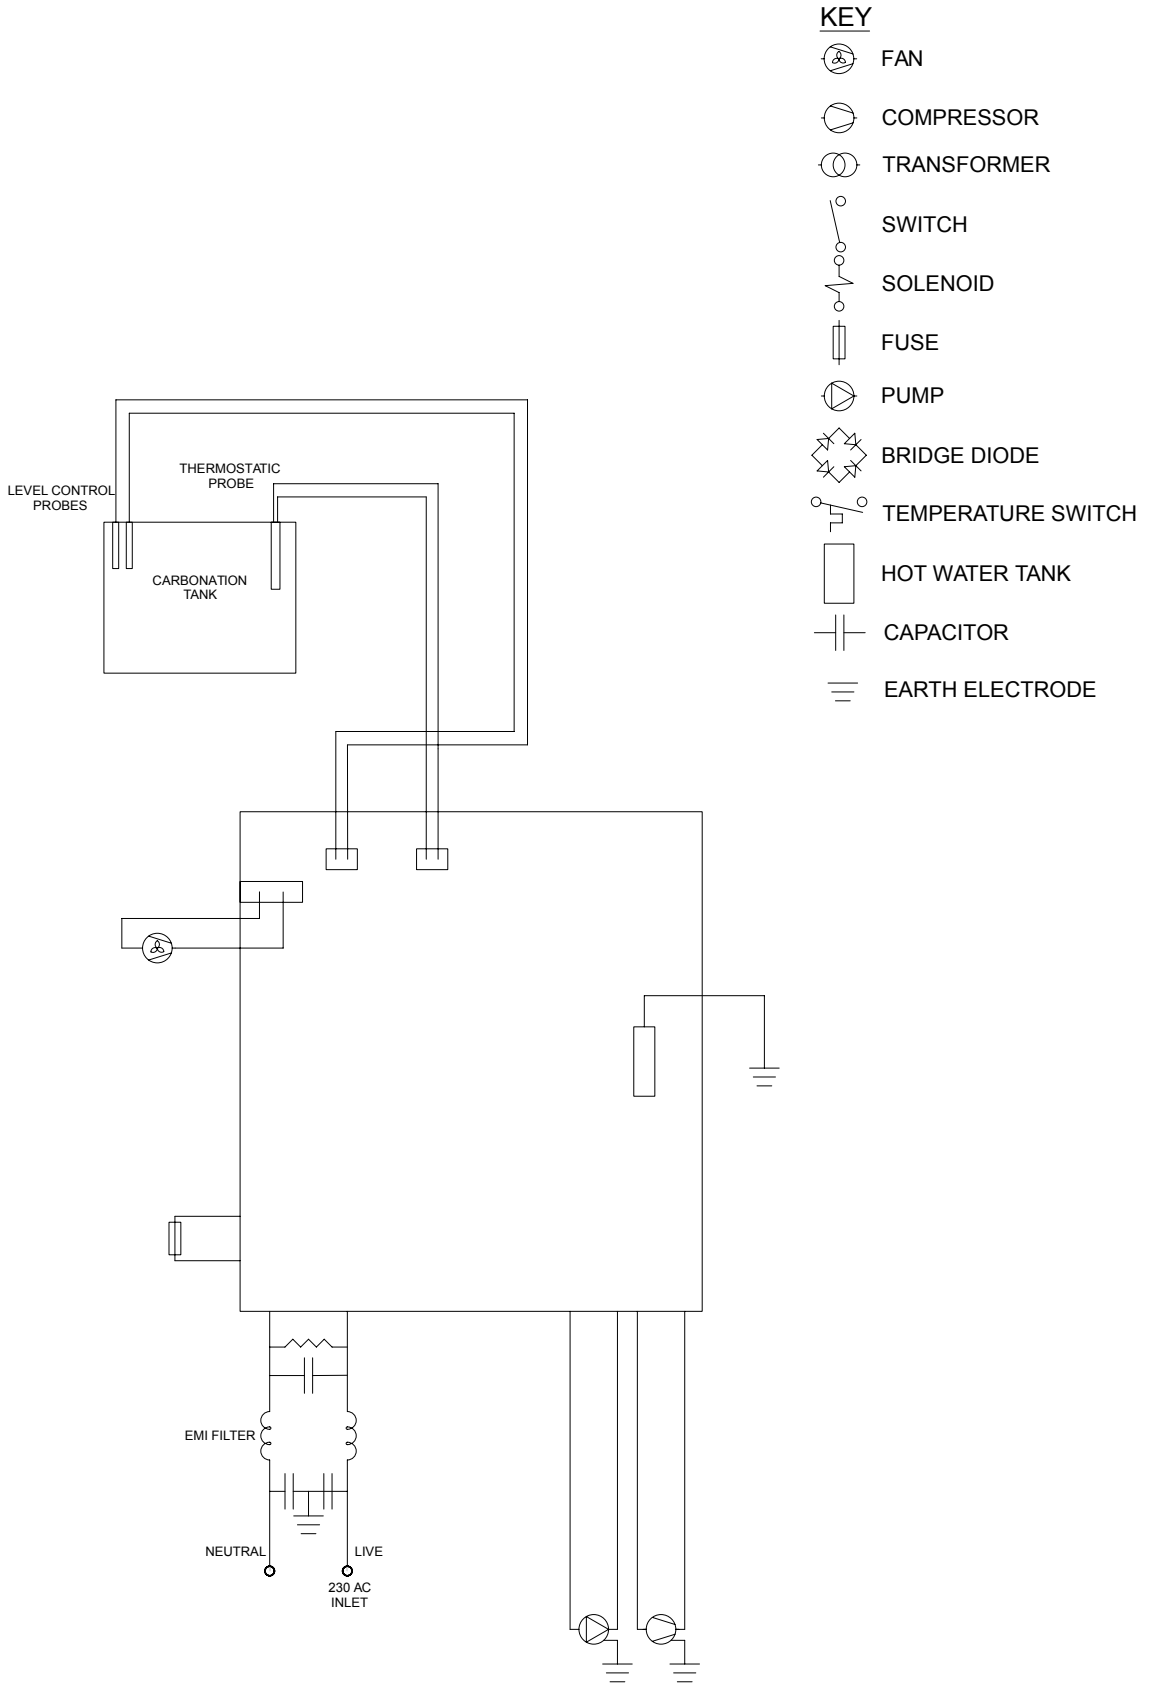 KEY
FAN
COMPRESSOR
TRANSFORMER
SWITCH
SOLENOID
FUSE
PUMP
BRIDGE DIODE
TEMPERATURE SWITCH
HOT WATER TANK
CAPACITOR
EARTH ELECTRODE
LEVEL CONTROL
PROBES
THERMOSTATIC
PROBE
CARBONATION
TANK
EMI FILTER
NEUTRAL
LIVE
230 AC
INLET